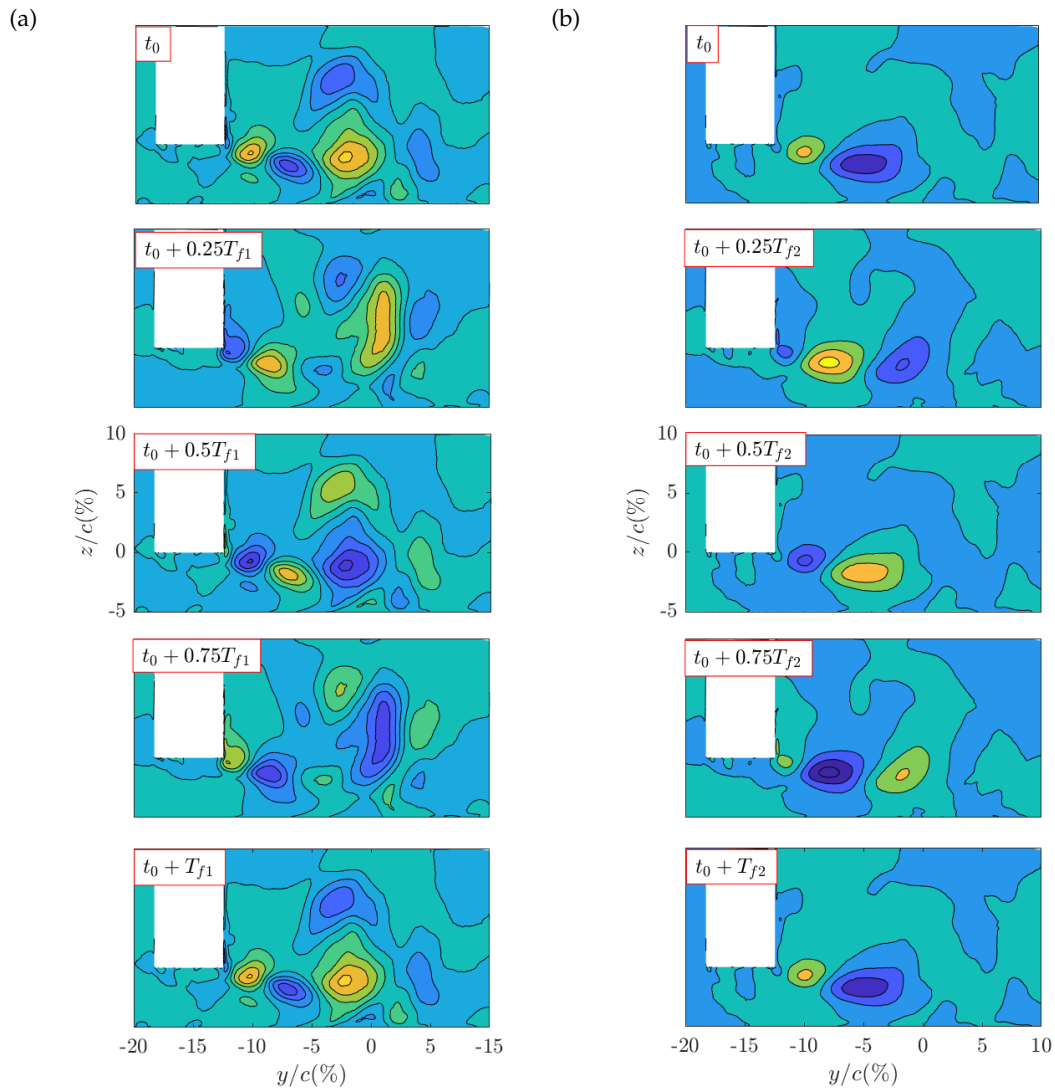 (a)
(b)
t_0
t_0
t_0 + 0.25T_{f1}
t_0 + 0.25T_{f2}
t_0 + 0.5T_{f1}
t_0 + 0.5T_{f2}
10
5
0
-5
z/c(%)
10
5
0
-5
z/c(%)
t_0 + 0.75T_{f1}
t_0 + 0.75T_{f2}
t_0 + T_{f1}
t_0 + T_{f2}
-20 -15 -10 -5 0 5 -15
-20 -15 -10 -5 0 5 10
y/c(%)
y/c(%)